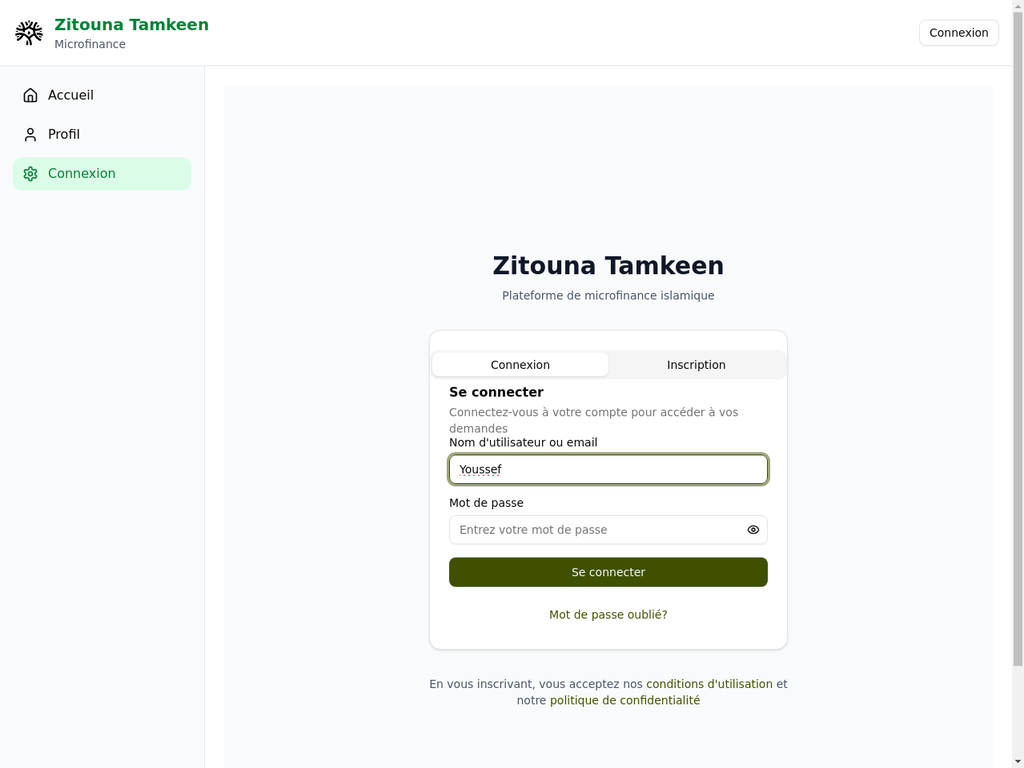 Zitouna Tamkeen
Microfinance
Connexion
Accueil
Profil
Connexion
Zitouna Tamkeen
Plateforme de microfinance islamique
Connexion
Inscription
Se connecter
Connectez-vous à votre compte pour accéder à vos
demandes
Nom d'utilisateur ou email
Youssef
Mot de passe
Entrez votre mot de passe
Se connecter
Mot de passe oublié?
En vous inscrivant, vous acceptez nos conditions d'utilisation et
notre politique de confidentialité